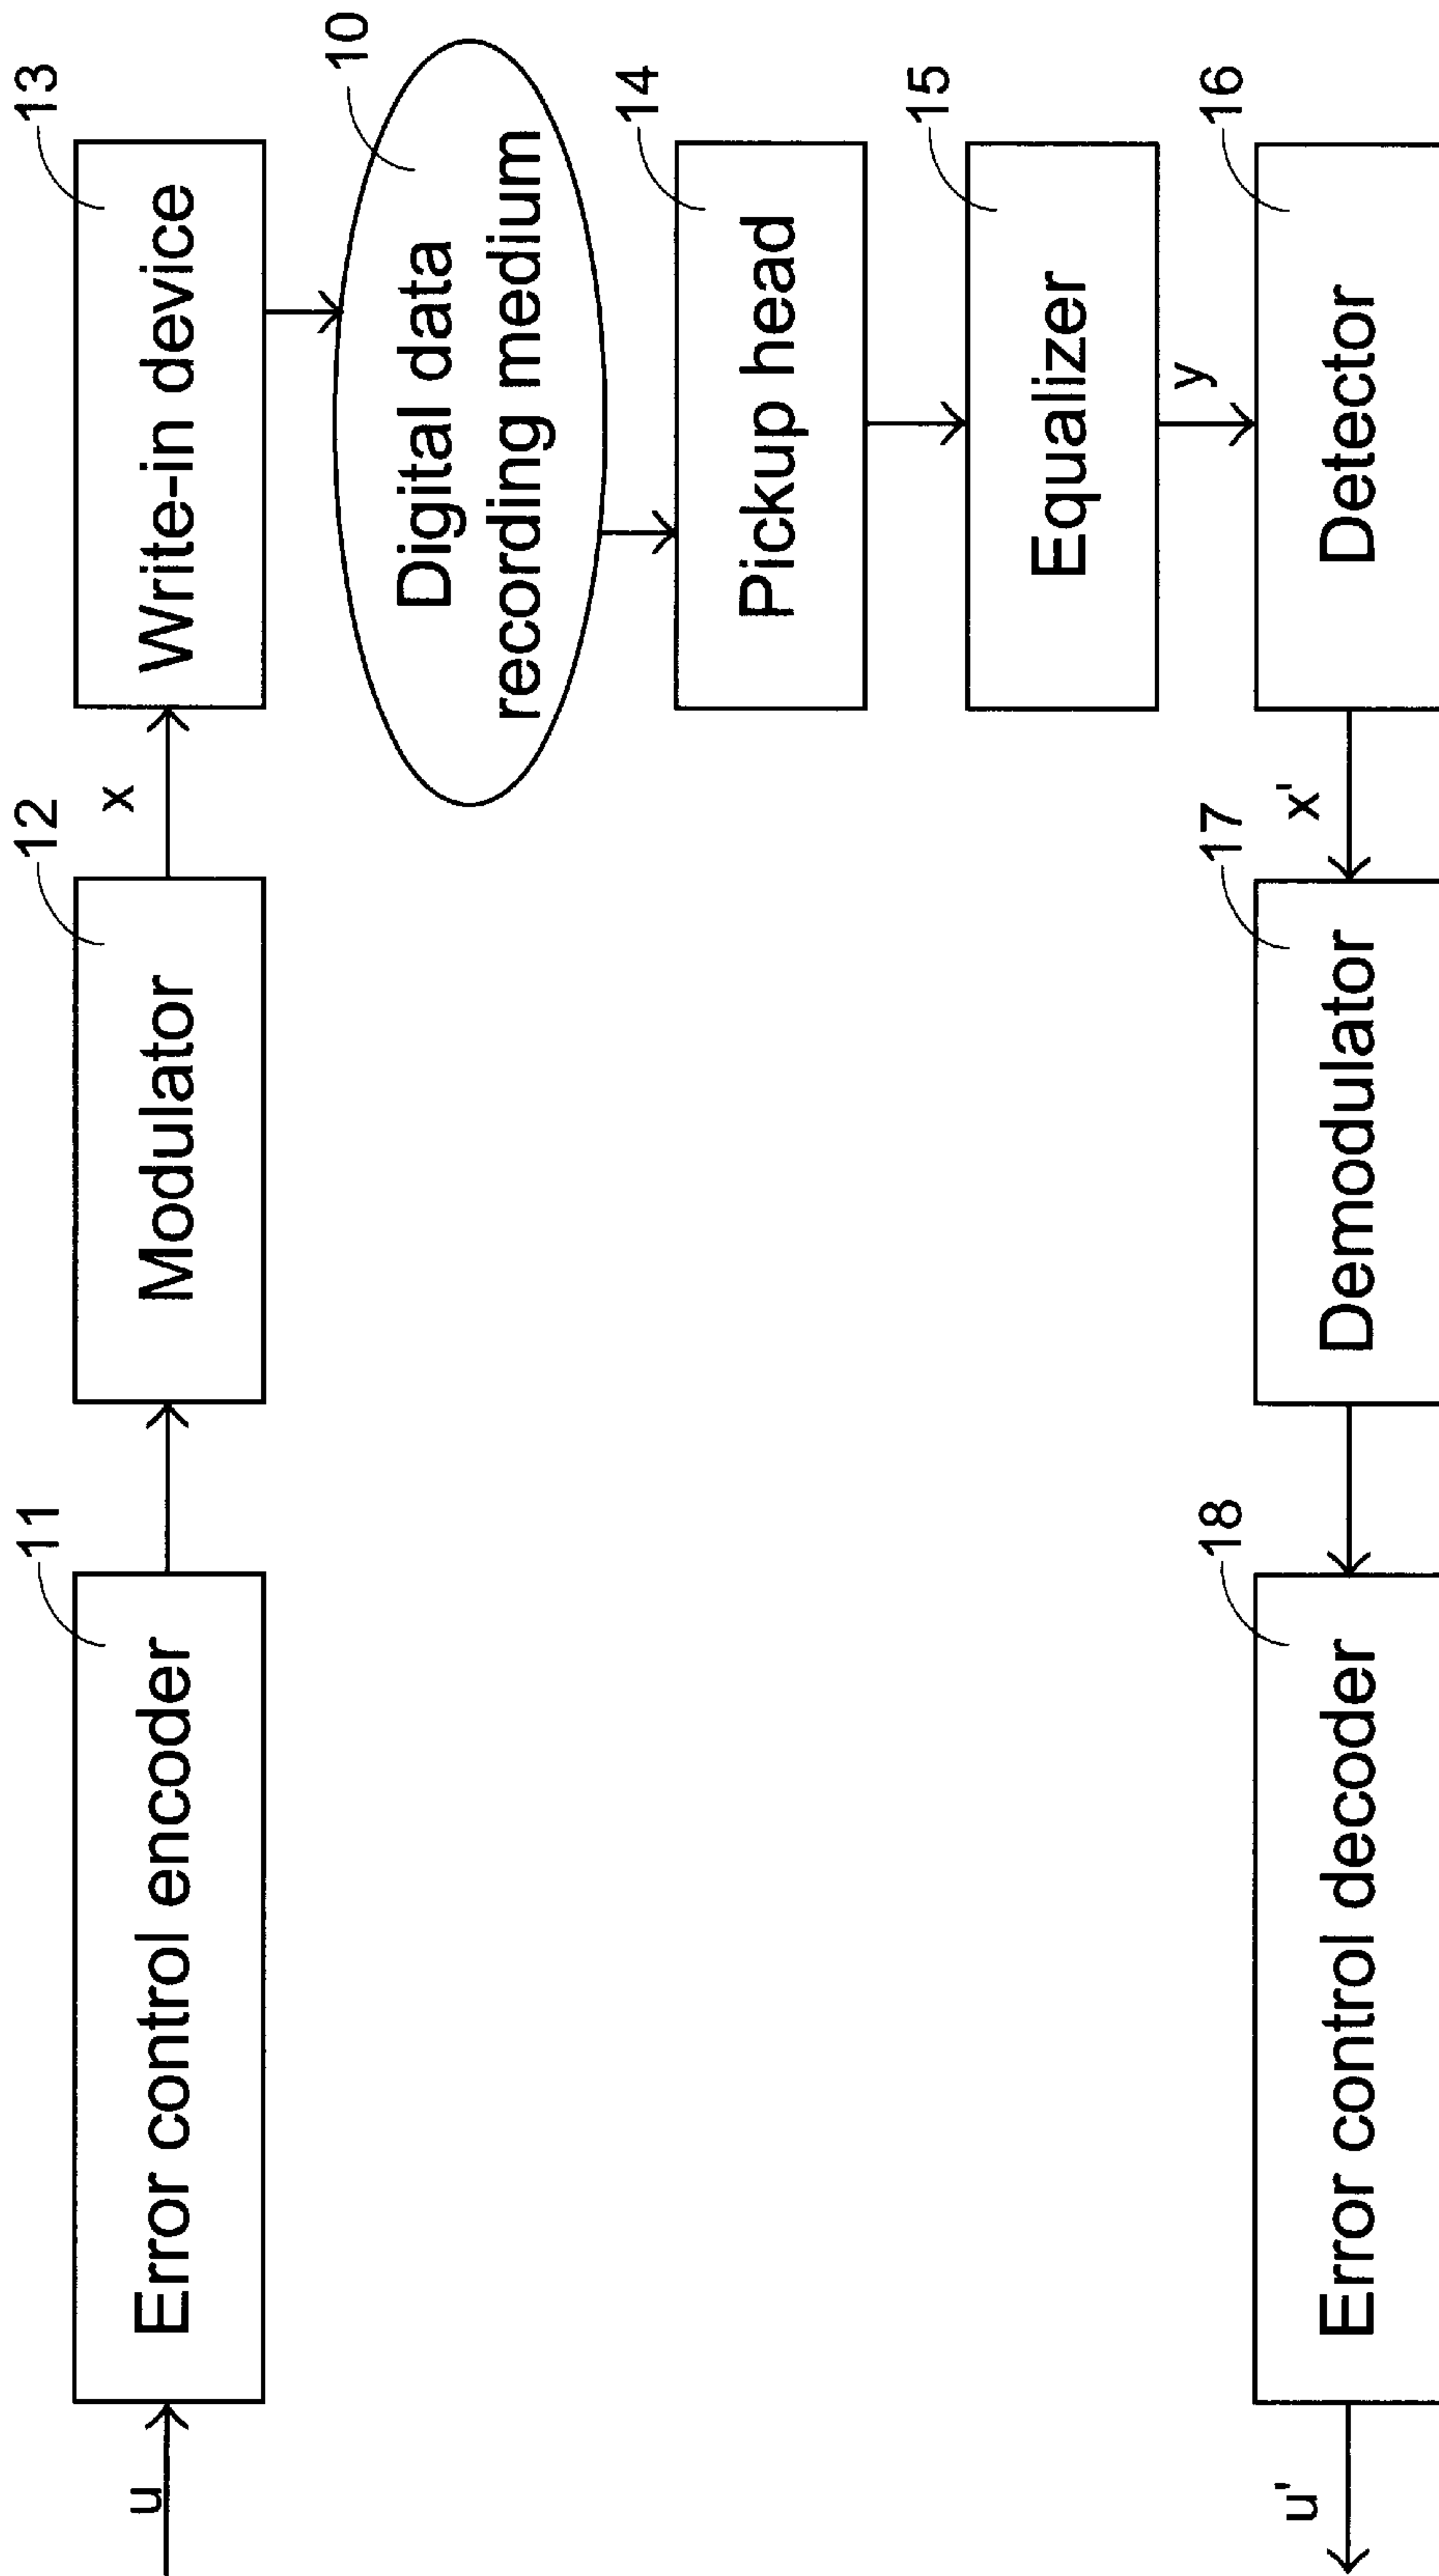 u
11
Error control encoder
12
Modulator
x
13
Write-in device
10
Digital data
recording medium
14
Pickup head
15
Equalizer
y
16
Detector
x'
17
Demodulator
18
Error control decoder
u'